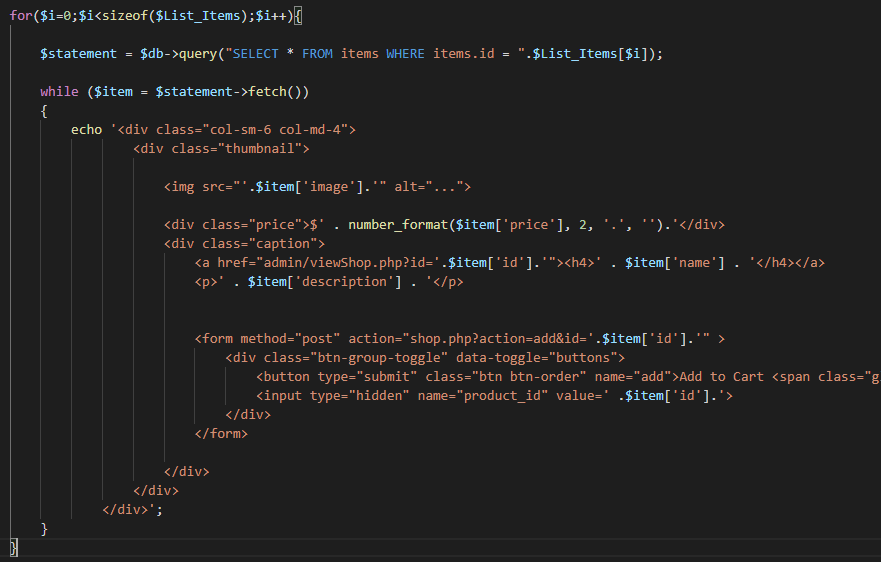 for($i=0;$i<sizeof($List_Items);$i++){
$statement = $db->query("SELECT * FROM items WHERE items.id = ".$List_Items[$i]);
while ($item = $statement->fetch())
{
echo '<div class="col-sm-6 col-md-4">
<div class="thumbnail">
<img src="'.$item['image'].'" alt="...">
<div class="price">$' . number_format($item['price'], 2, '.', '').'</div>
<div class="caption">
<a href="admin/viewShop.php?id='.$item['id'].'"><h4>' . $item['name'] . '</h4></a>
<p>' . $item['description'] . '</p>
<form method="post" action="shop.php?action=add&id='.$item['id'].'" >
<div class="btn-group-toggle" data-toggle="buttons">
<button type="submit" class="btn btn-order" name="add">Add to Cart <span class="g
<input type="hidden" name="product_id" value=' .$item['id'].'>
</div>
</form>
</div>
</div>
</div>';
}
}